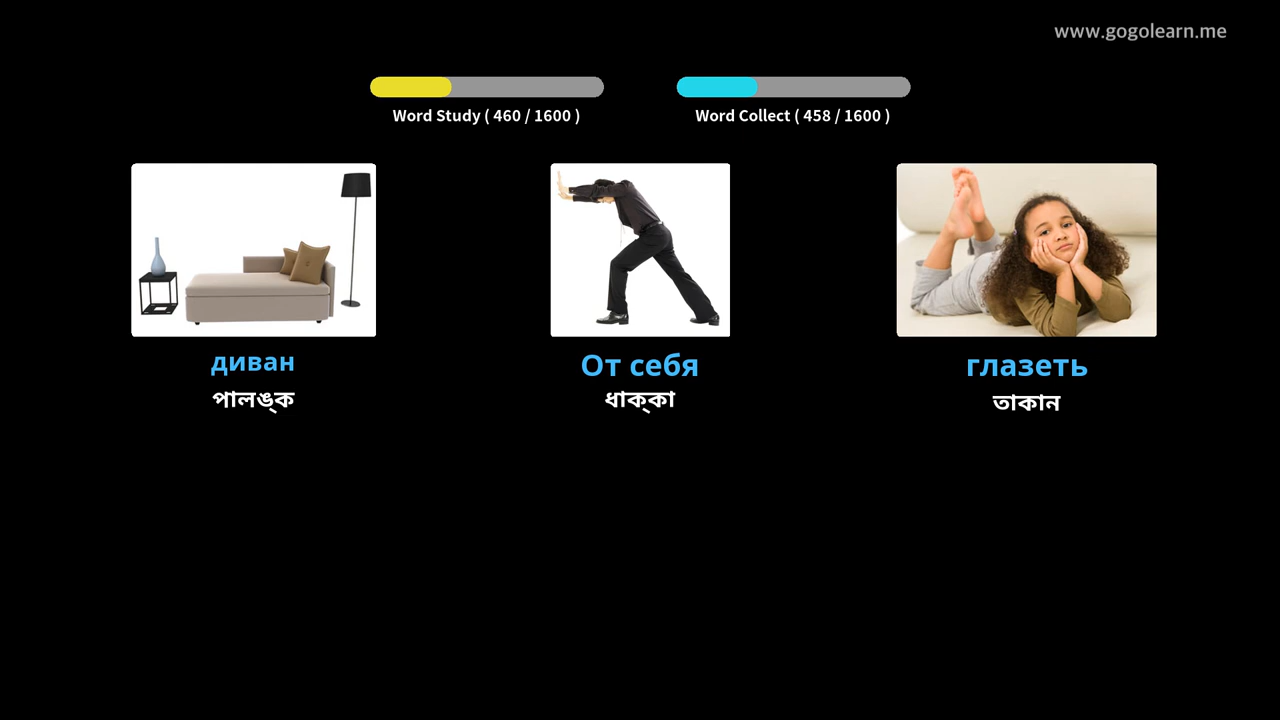 www.gogolearn.me
Word Study ( 460 / 1600 )
Word Collect ( 458 / 1600 )
диван
От себя
глазеть
পালঙ্ক
ধাক্কা
তাকান